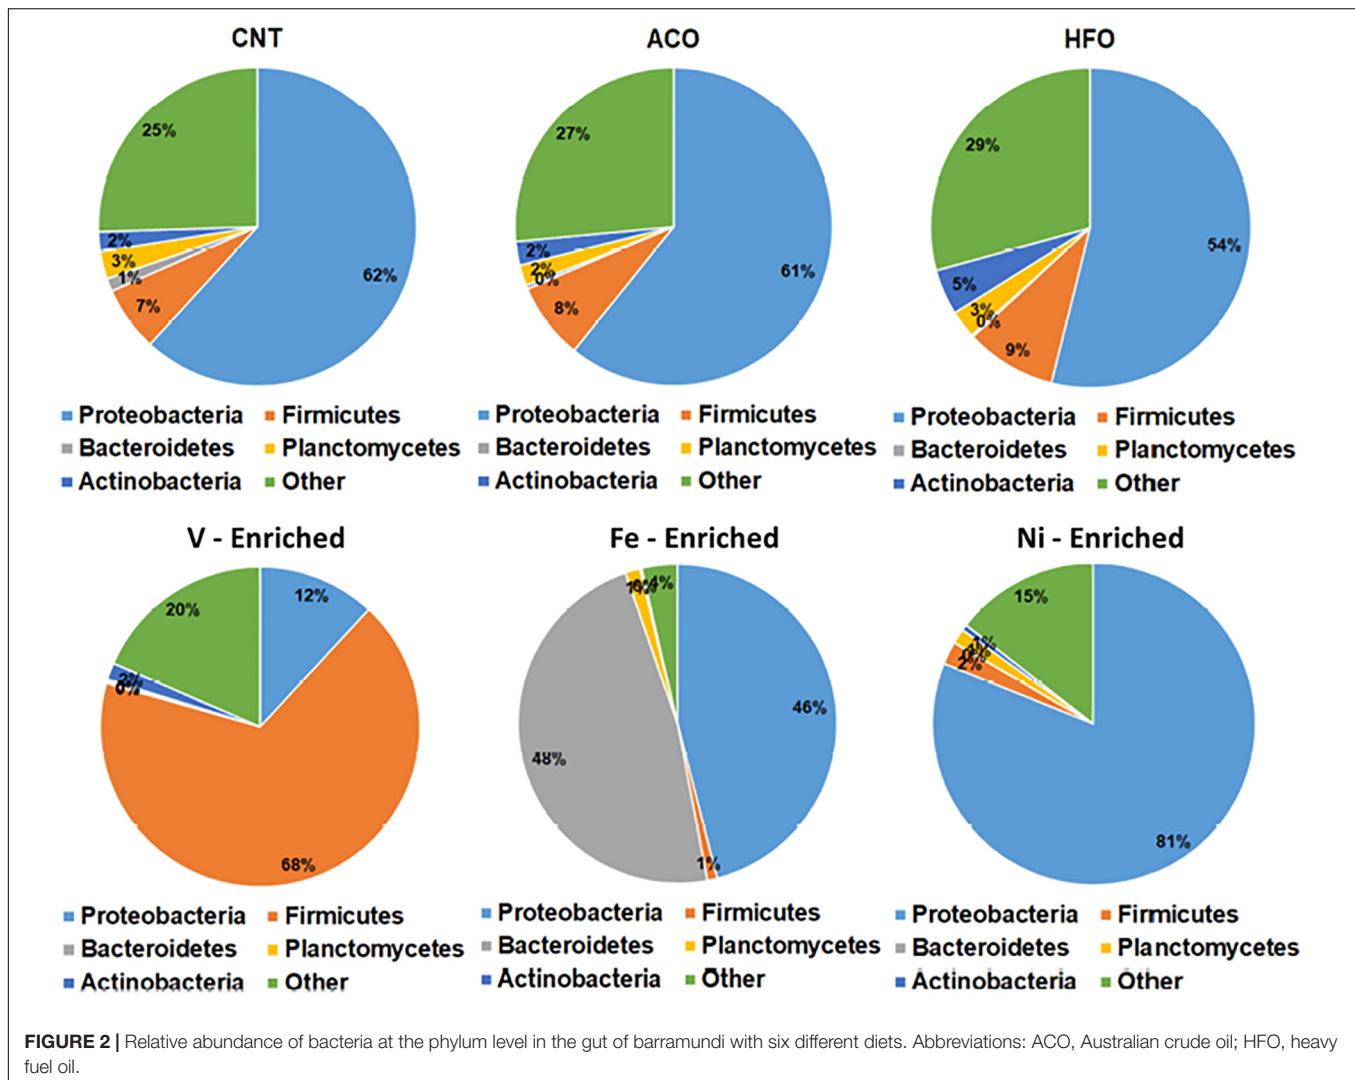 CNT
25%
2%
3%
1%
7%
62%
Proteobacteria Firmicutes
Bacteroidetes Planctomycetes
Actinobacteria Other
ACO
27%
2%
2%
0%
8%
61%
Proteobacteria Firmicutes
Bacteroidetes Planctomycetes
Actinobacteria Other
HFO
29%
5%
3%
0%
9%
54%
Proteobacteria Firmicutes
Bacteroidetes Planctomycetes
Actinobacteria Other
V - Enriched
20%
12%
2%
0%
68%
Proteobacteria Firmicutes
Bacteroidetes Planctomycetes
Actinobacteria Other
Fe - Enriched
4%
46%
48%
1%
Proteobacteria Firmicutes
Bacteroidetes Planctomycetes
Actinobacteria Other
Ni - Enriched
15%
1%
2%
81%
Proteobacteria Firmicutes
Bacteroidetes Planctomycetes
Actinobacteria Other
FIGURE 2 | Relative abundance of bacteria at the phylum level in the gut of barramundi with six different diets. Abbreviations: ACO, Australian crude oil; HFO, heavy
fuel oil.